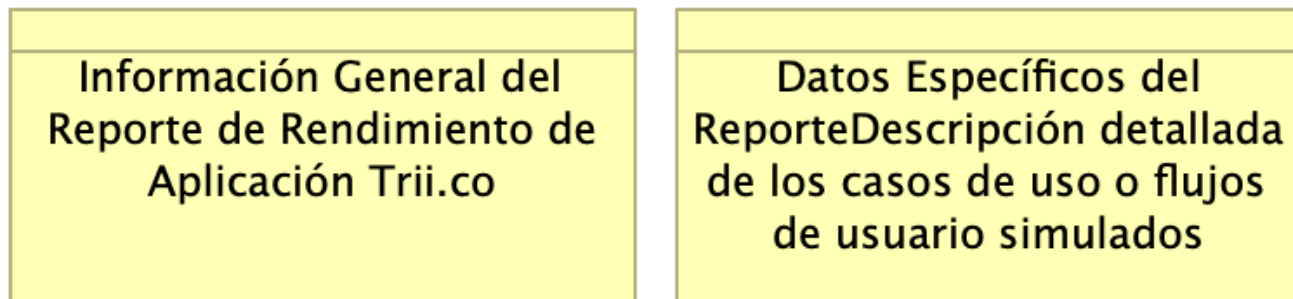 Información General del
Reporte de Rendimiento de
Aplicación Trii.co
Datos Específicos del
ReporteDescripción detallada
de los casos de uso o flujos
de usuario simulados